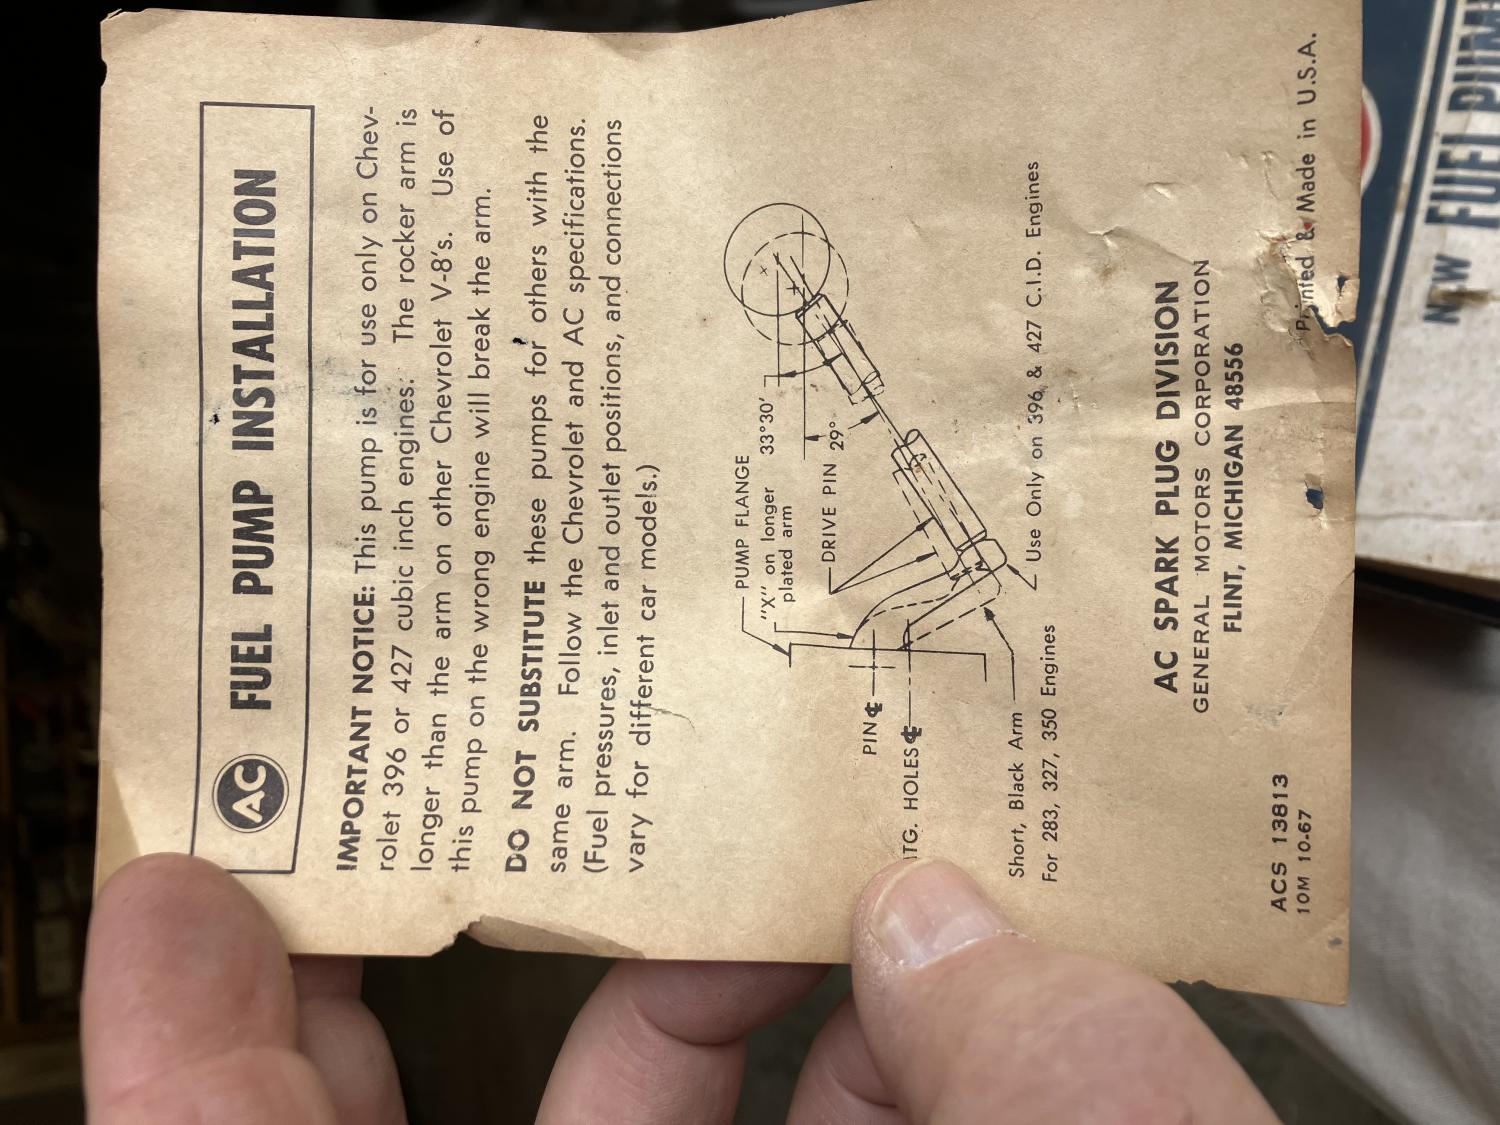 AC FUEL PUMP INSTALLATION
IMPORTANT NOTICE: This pump is for use only on Chev-
rolet 396 or 427 cubic inch engines. The rocker arm is
longer than the arm on other Chevrolet V-8's. Use of
this pump on the wrong engine will break the arm.
DO NOT SUBSTITUTE these pumps for others with the
same arm. Follow the Chevrolet and AC specifications.
(Fuel pressures, inlet and outlet positions, and connections
vary for different car models.)
PUMP FLANGE
"X" on longer
plated arm
33°30'
DRIVE PIN 29°
PIN ℄
TG. HOLES ℄
Short, Black Arm
For 283, 327, 350 Engines
Use Only on 396 & 427 C.I.D. Engines
AC SPARK PLUG DIVISION
GENERAL MOTORS CORPORATION
FLINT, MICHIGAN 48556
ACS 13813
10M 10-67
Printed & Made in U.S.A.
NEW FUEL PUMP